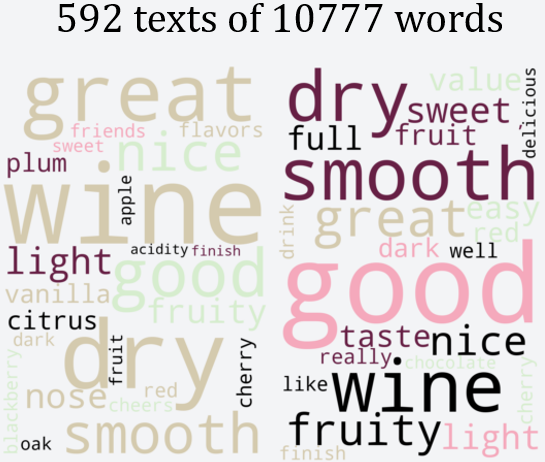 592 texts of 10777 words
great
friends flavors
sweet nice
plum
wine
apple
acidity finish
light
good
vanilla
fruity
citrus
dark
dry
fruit
cherry
blackberry
nose
red
cheers
smooth
oak
dry
value
sweet
delicious
full fruit
smooth
drink
great
easy
red
dark well
good
taste nice
really chocolate
like wine
cherry
fruity
light
finish